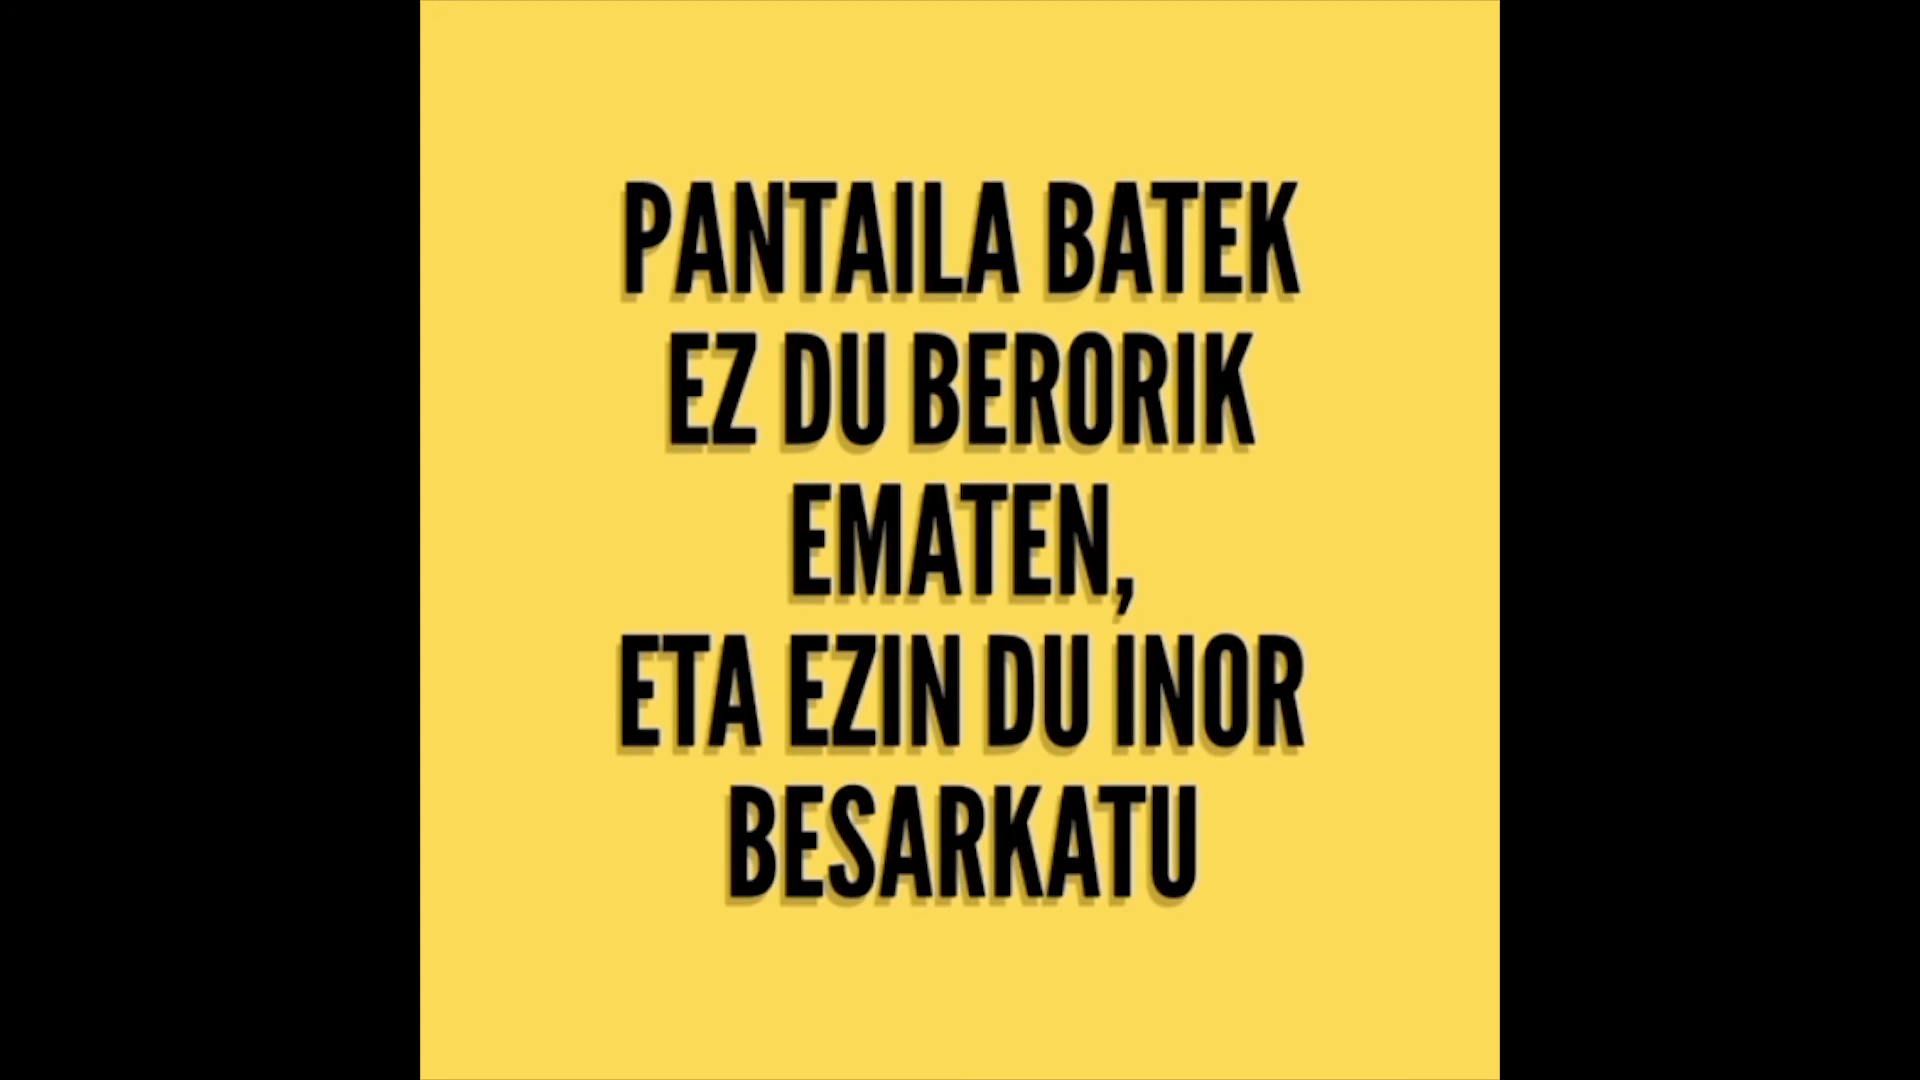 PANTAILA BATEK
EZ DU BERORIK
EMATEN,
ETA EZIN DU INOR
BESARKATU